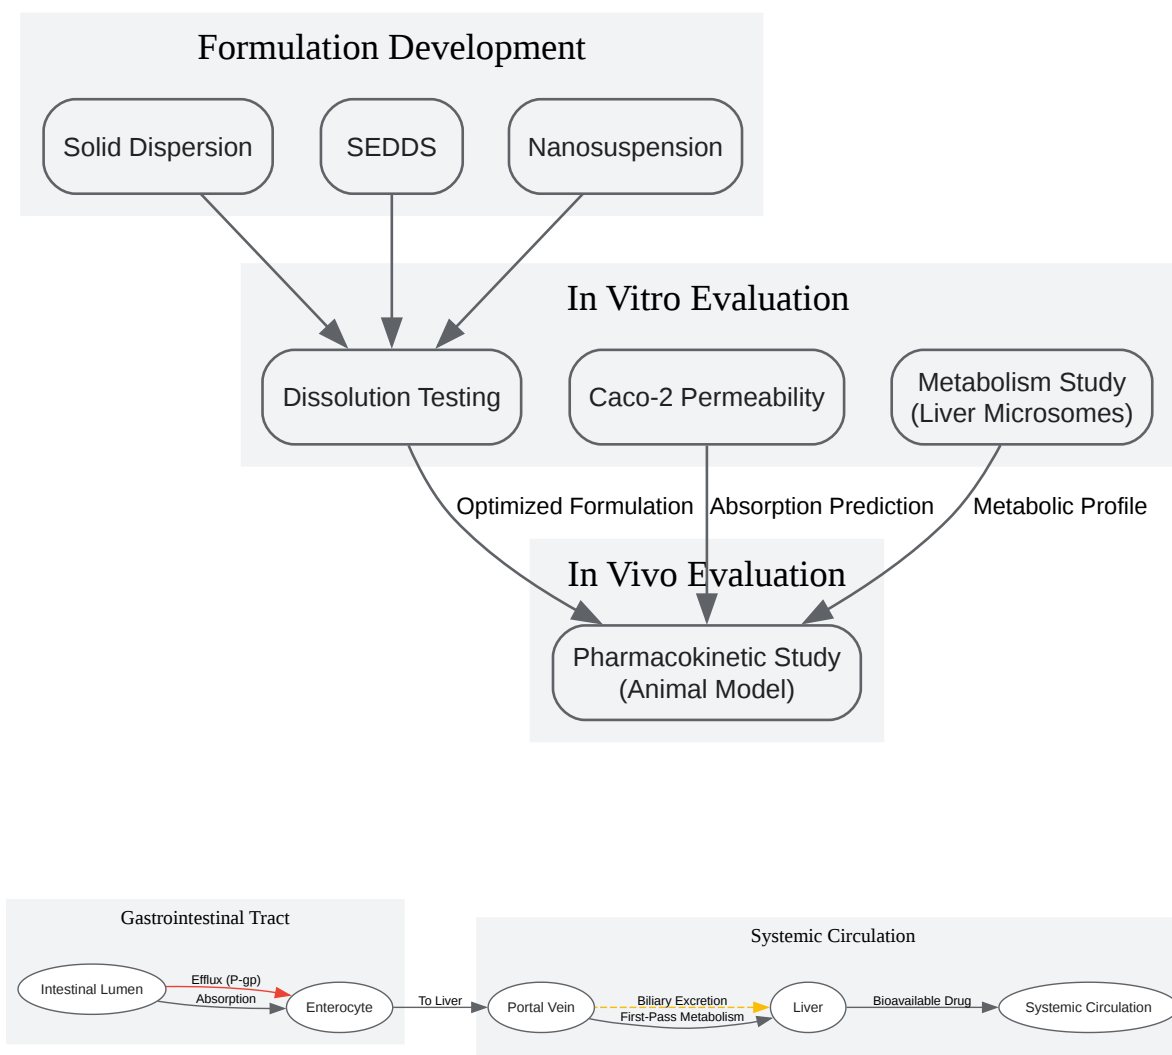 Formulation Development
Solid Dispersion
SEDDS
Nanosuspension
In Vitro Evaluation
Dissolution Testing
Caco-2 Permeability
Metabolism Study
(Liver Microsomes)
Optimized Formulation
Absorption Prediction
Metabolic Profile
In Vivo Evaluation
Pharmacokinetic Study
(Animal Model)
Gastrointestinal Tract
Systemic Circulation
Intestinal Lumen
Efflux (P-gp)
Absorption
Enterocyte
To Liver
Portal Vein
Biliary Excretion
First-Pass Metabolism
Liver
Bioavailable Drug
Systemic Circulation